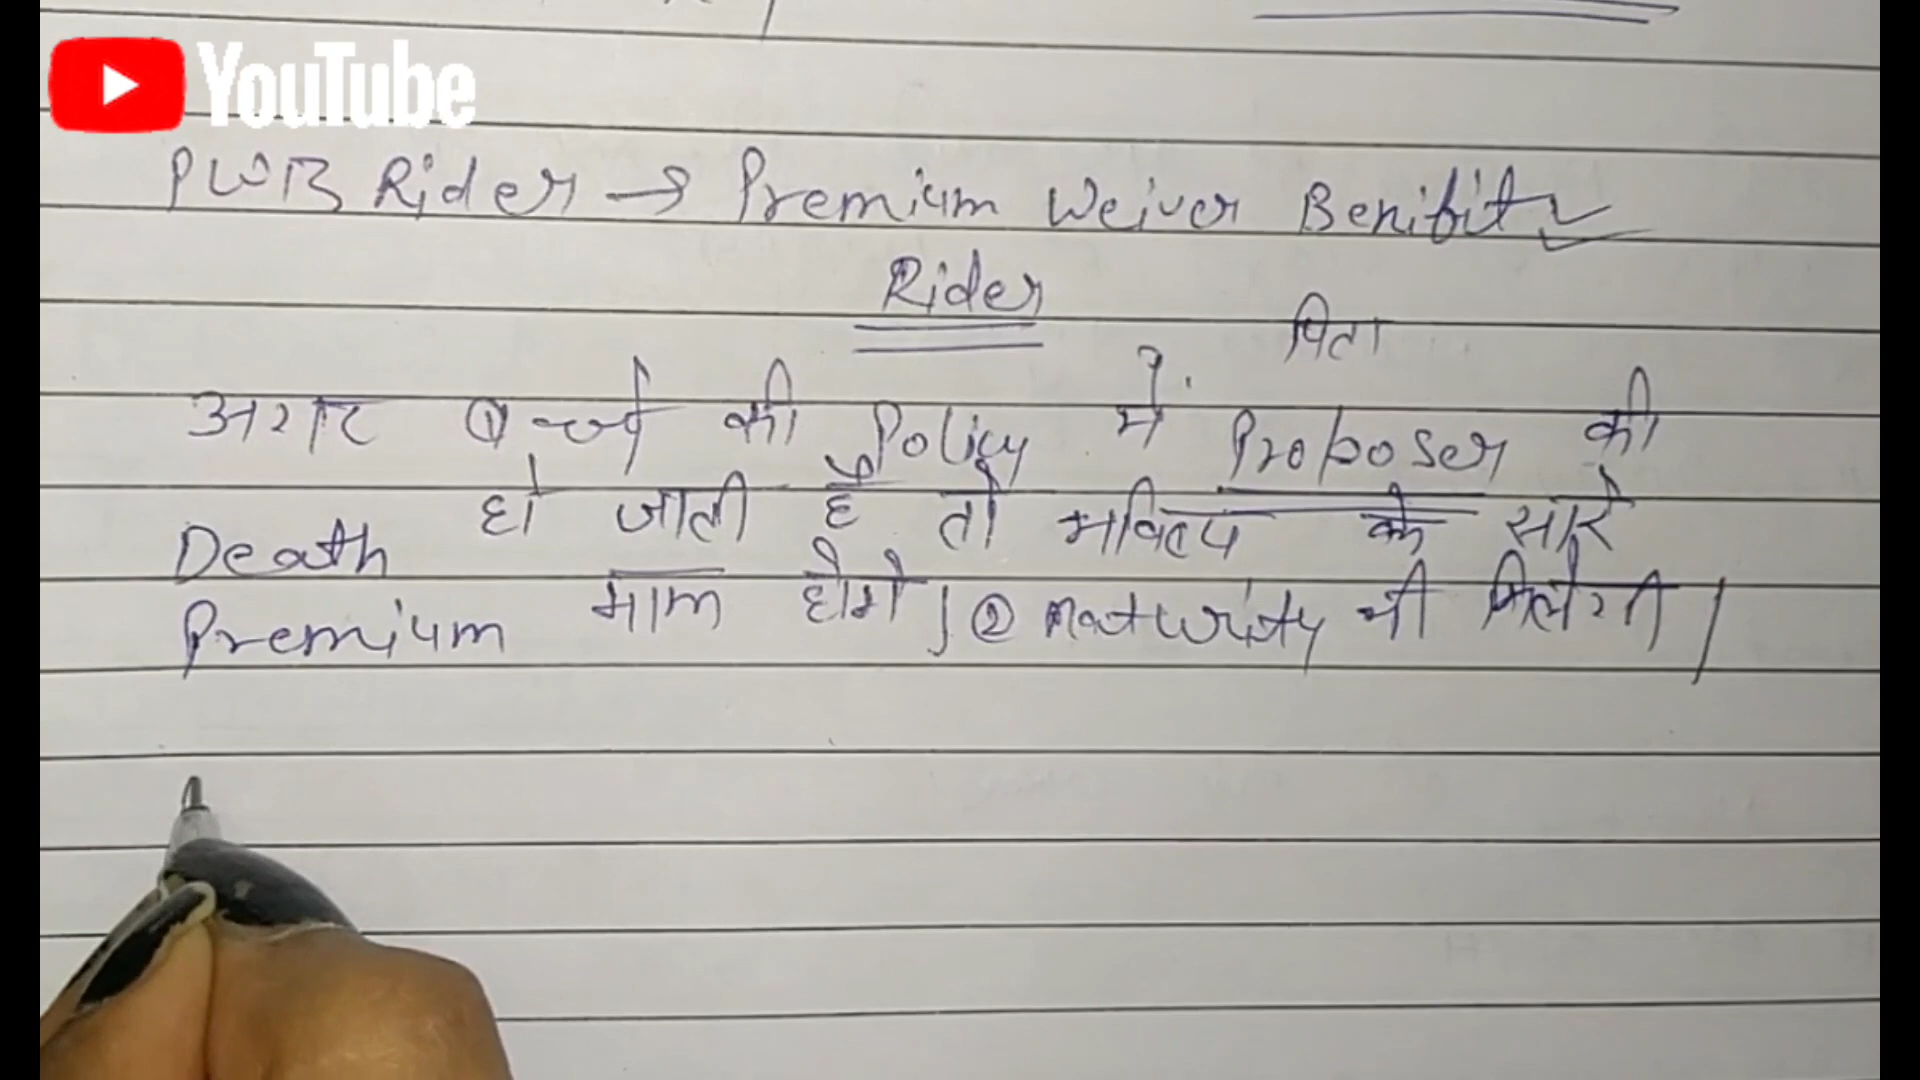 YouTube
PWB Rider → Premium Weiver Benifit
Rider
पिता
अगर ① बच्चे की Policy में Proposer की
Death हो जाती है तो भविष्य के सारे
Premium माफ होगे। ② Maturity भी मिलेगी।